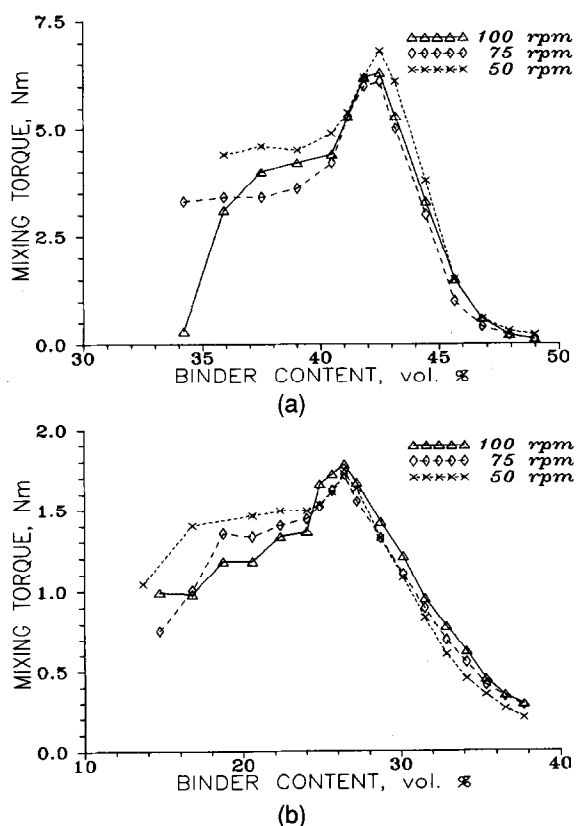 7.5
5.0
2.5
0.0
MIXING TORQUE, Nm
100 rpm
75 rpm
50 rpm
30 35 40 45 50
BINDER CONTENT, vol. %
(a)
2.0
1.5
1.0
0.5
0.0
MIXING TORQUE, Nm
100 rpm
75 rpm
50 rpm
10 20 30 40
BINDER CONTENT, vol. %
(b)